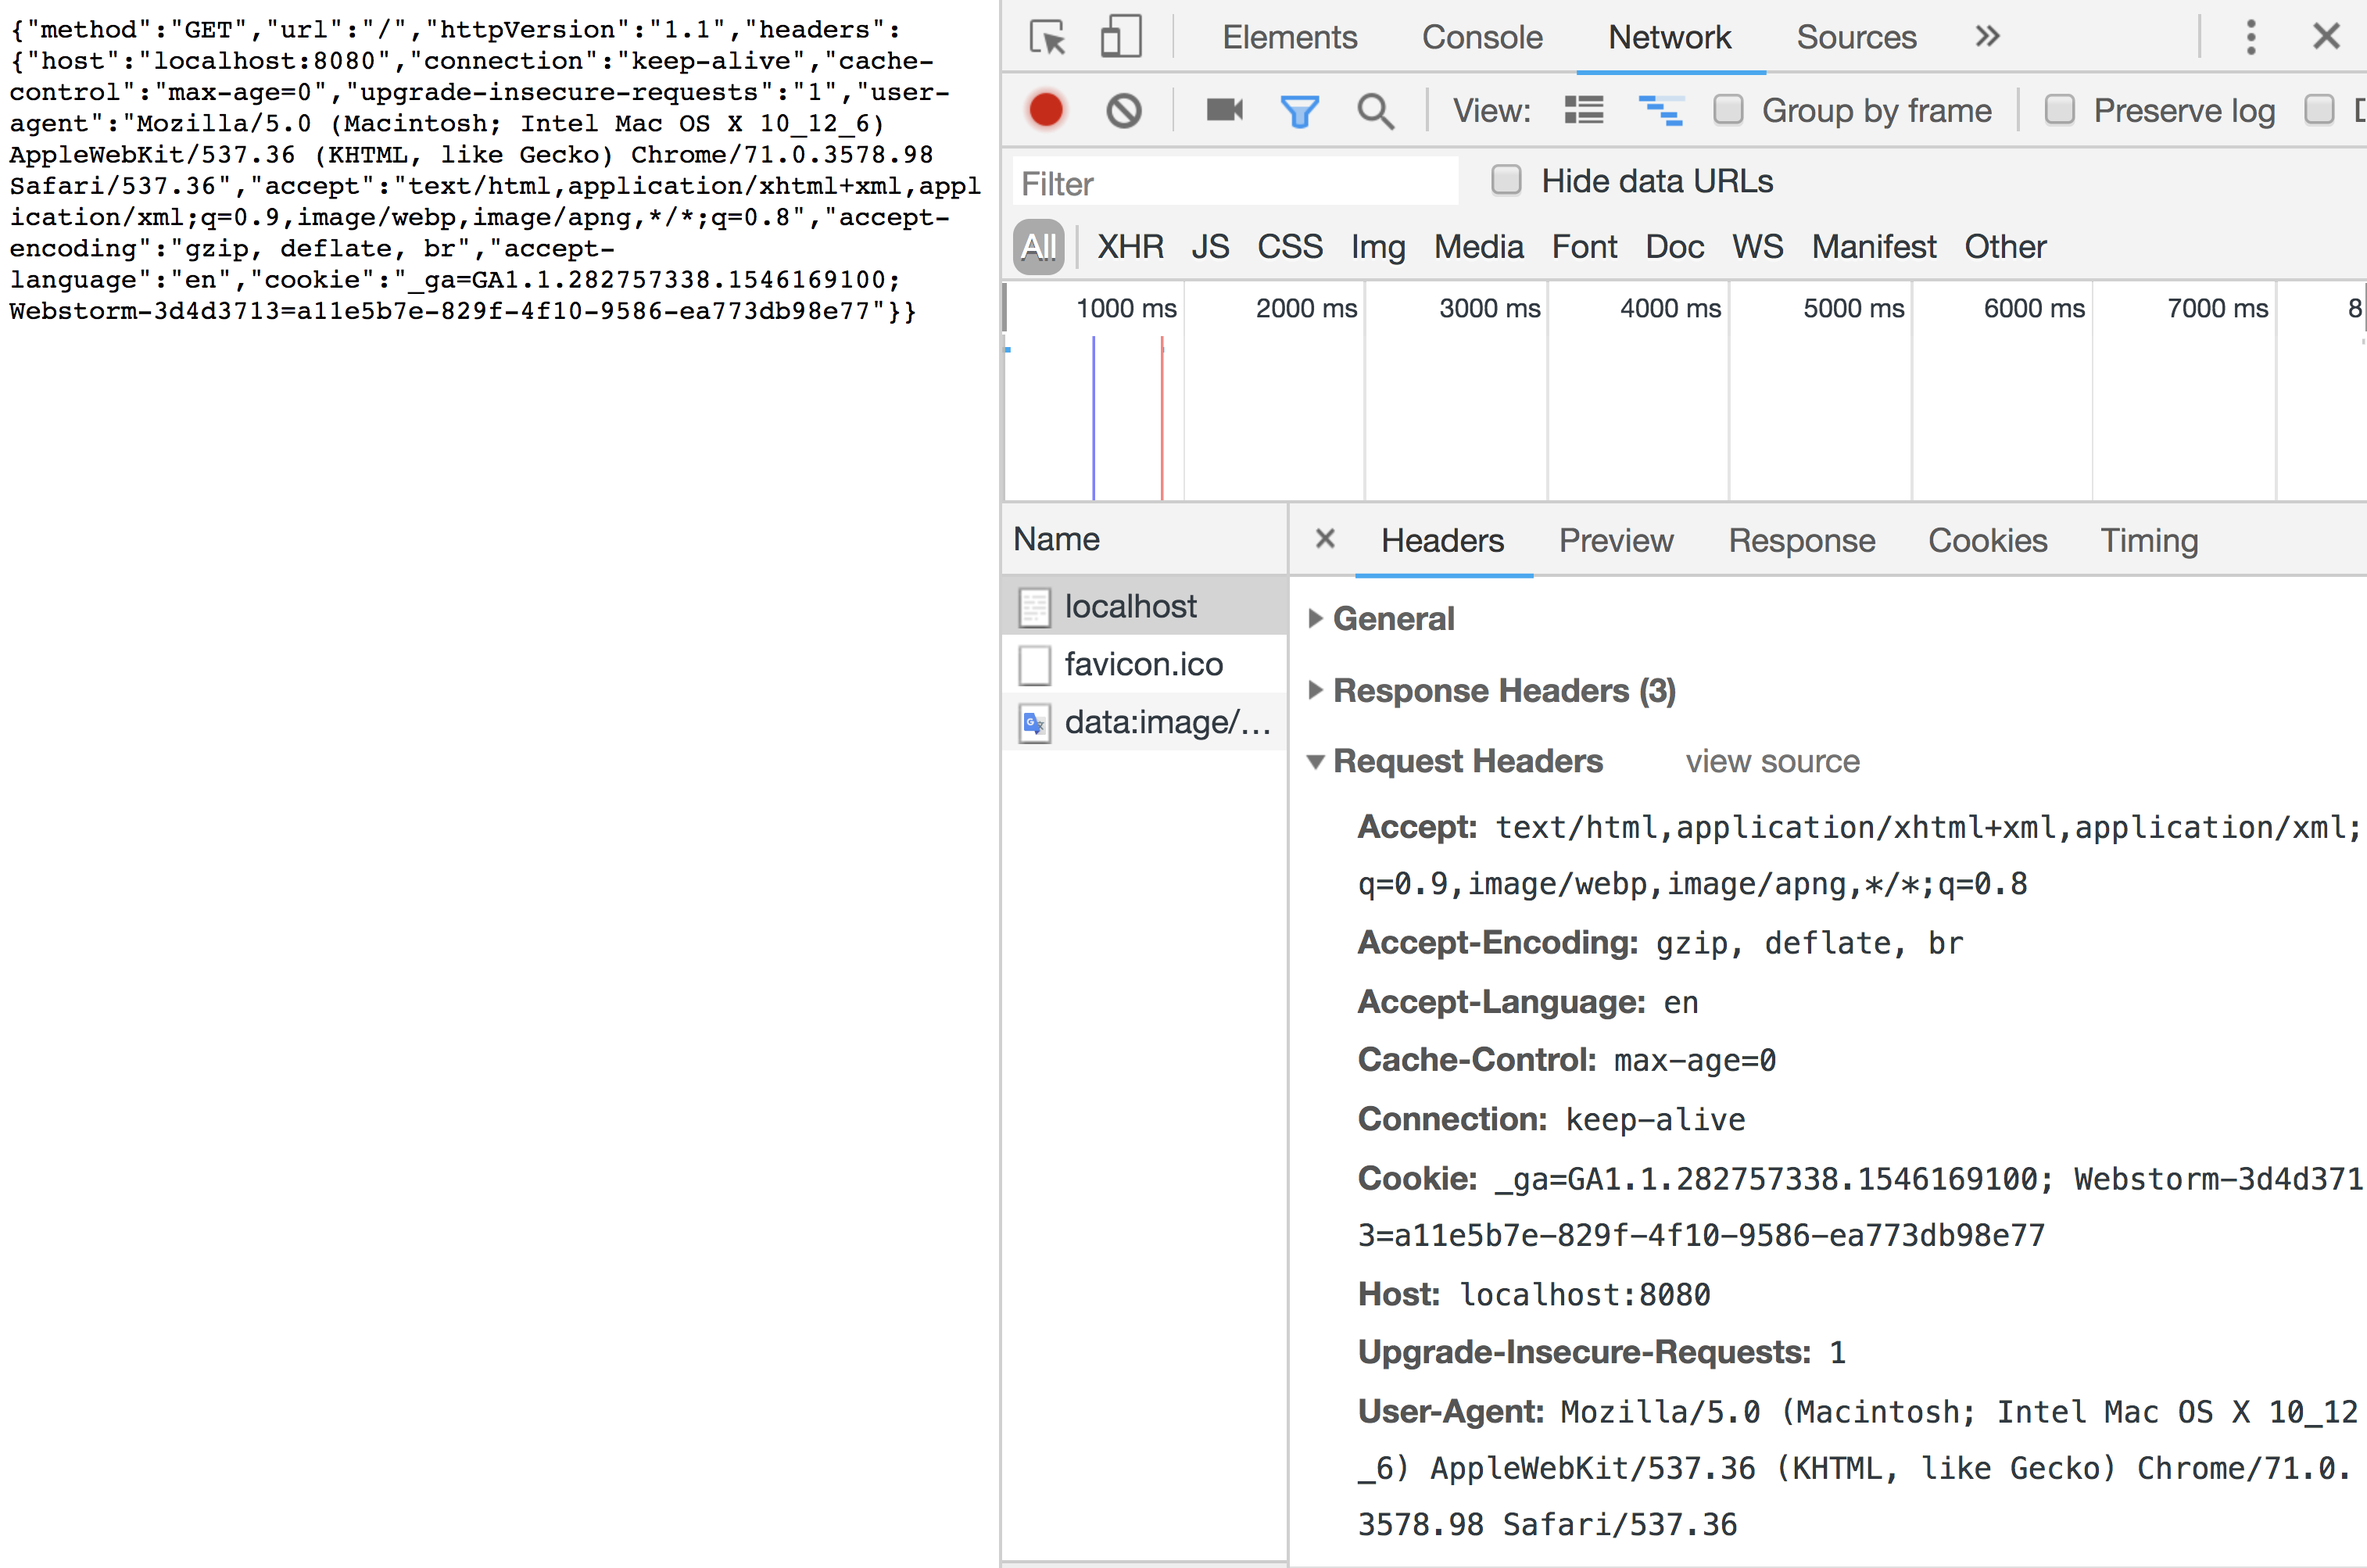 {"method":"GET","url":"/","httpVersion":"1.1","headers":
{"host":"localhost:8080","connection":"keep-alive","cache-
control":"max-age=0","upgrade-insecure-requests":"1","user-
agent":"Mozilla/5.0 (Macintosh; Intel Mac OS X 10_12_6)
AppleWebKit/537.36 (KHTML, like Gecko) Chrome/71.0.3578.98
Safari/537.36","accept":"text/html,application/xhtml+xml,appl
ication/xml;q=0.9,image/webp,image/apng,*/*;q=0.8","accept-
encoding":"gzip, deflate, br","accept-
language":"en","cookie":"_ga=GA1.1.282757338.1546169100;
Webstorm-3d4d3713=a11e5b7e-829f-4f10-9586-ea773db98e77"}}
Elements Console Network Sources »
View: Group by frame Preserve log
Filter Hide data URLs
All XHR JS CSS Img Media Font Doc WS Manifest Other
1000 ms 2000 ms 3000 ms 4000 ms 5000 ms 6000 ms 7000 ms 8
Name
localhost
favicon.ico
data:image/...
Headers Preview Response Cookies Timing
General
Response Headers (3)
Request Headers view source
Accept: text/html,application/xhtml+xml,application/xml;
q=0.9,image/webp,image/apng,*/*;q=0.8
Accept-Encoding: gzip, deflate, br
Accept-Language: en
Cache-Control: max-age=0
Connection: keep-alive
Cookie: _ga=GA1.1.282757338.1546169100; Webstorm-3d4d371
3=a11e5b7e-829f-4f10-9586-ea773db98e77
Host: localhost:8080
Upgrade-Insecure-Requests: 1
User-Agent: Mozilla/5.0 (Macintosh; Intel Mac OS X 10_12
_6) AppleWebKit/537.36 (KHTML, like Gecko) Chrome/71.0.
3578.98 Safari/537.36